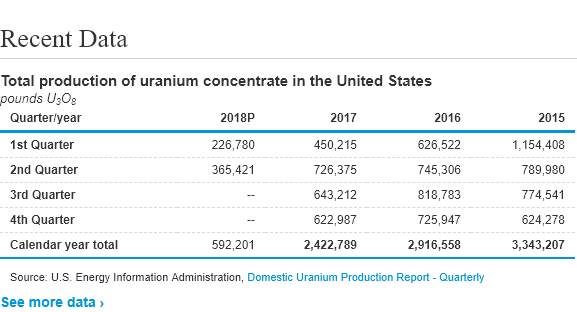 Recent Data
Total production of uranium concentrate in the United States
pounds U₃O₈
Quarter/year 2018P 2017 2016 2015
1st Quarter 226,780 450,215 626,522 1,154,408
2nd Quarter 365,421 726,375 745,306 789,980
3rd Quarter -- 643,212 818,783 774,541
4th Quarter -- 622,987 725,947 624,278
Calendar year total 592,201 2,422,789 2,916,558 3,343,207
Source: U.S. Energy Information Administration, Domestic Uranium Production Report - Quarterly
See more data ›